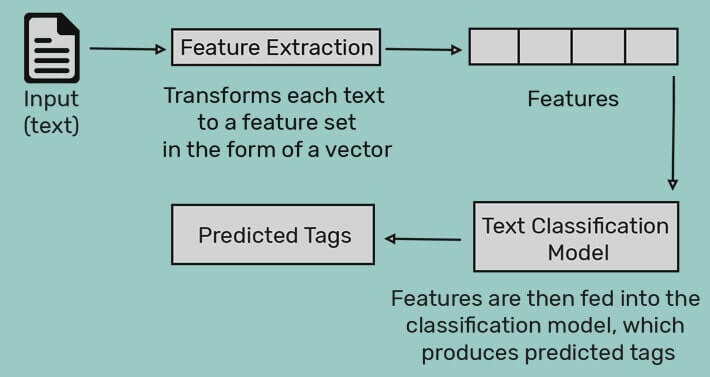 Input
(text)
Feature Extraction
Transforms each text
to a feature set
in the form of a vector
Features
Text Classification
Model
Features are then fed into the
classification model, which
produces predicted tags
Predicted Tags